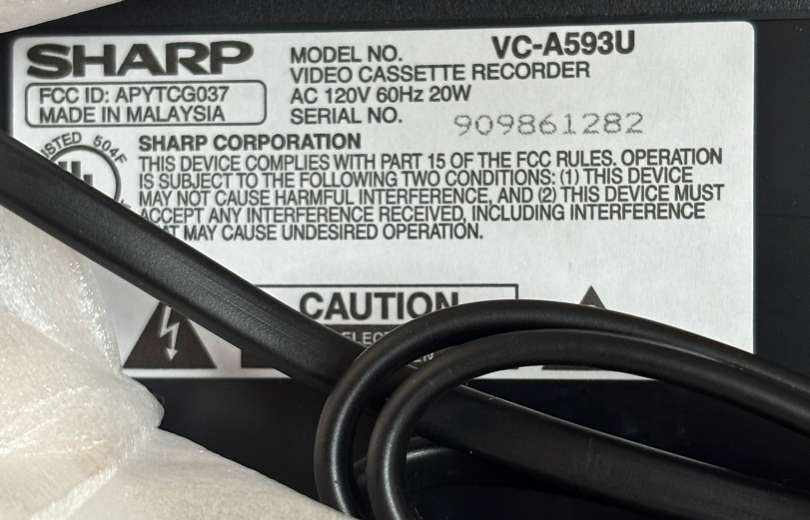 SHARP
MODEL NO. VC-A593U
VIDEO CASSETTE RECORDER
FCC ID: APYTCG037
MADE IN MALAYSIA
AC 120V 60Hz 20W
SERIAL NO. 909861282
504F
SHARP CORPORATION
THIS DEVICE COMPLIES WITH PART 15 OF THE FCC RULES. OPERATION
IS SUBJECT TO THE FOLLOWING TWO CONDITIONS: (1) THIS DEVICE
MAY NOT CAUSE HARMFUL INTERFERENCE, AND (2) THIS DEVICE MUST
ACCEPT ANY INTERFERENCE RECEIVED, INCLUDING INTERFERENCE
MAY CAUSE UNDESIRED OPERATION.
CAUTION